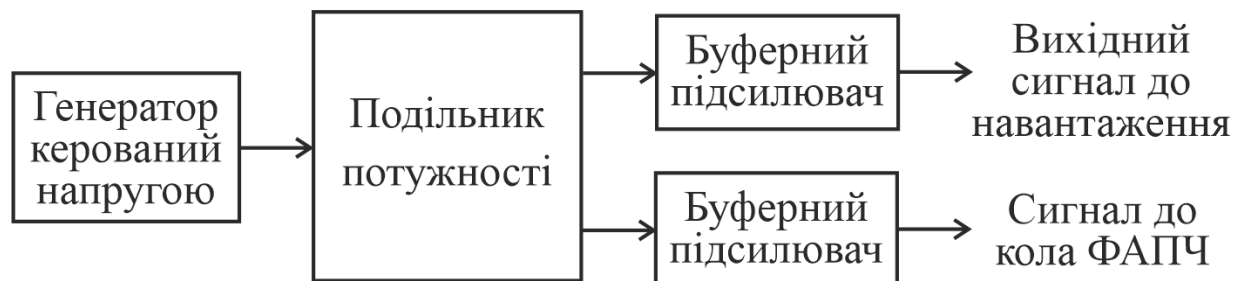 Генератор
керований
напругою
Подільник
потужності
Буферний
підсилювач
Вихідний
сигнал до
навантаження
Буферний
підсилювач
Сигнал до
кола ФАПЧ